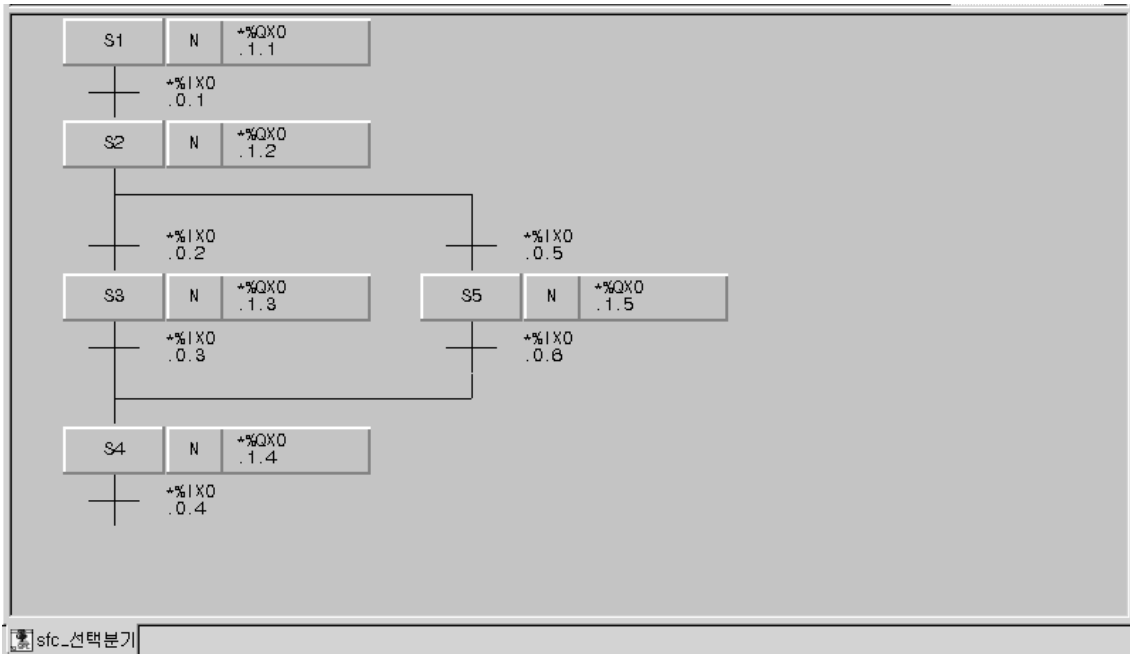 S1 N *%QX0
.1.1
*%IX0
.0.1
S2 N *%QX0
.1.2
*%IX0
.0.2
*%IX0
.0.5
S3 N *%QX0
.1.3
S5 N *%QX0
.1.5
*%IX0
.0.3
*%IX0
.0.6
S4 N *%QX0
.1.4
*%IX0
.0.4
sfc_선택분기